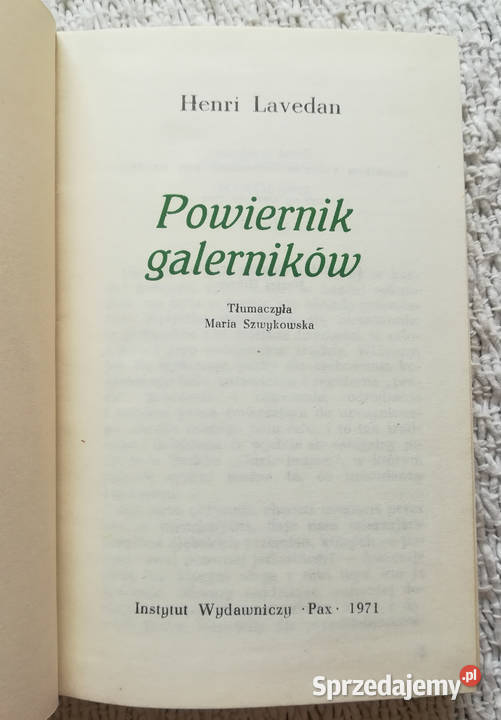 Henri Lavedan
Powiernik
galerników
Tłumaczyła
Maria Szwykowska
Instytut Wydawniczy ·Pax· 1971
Sprzedajemy.pl